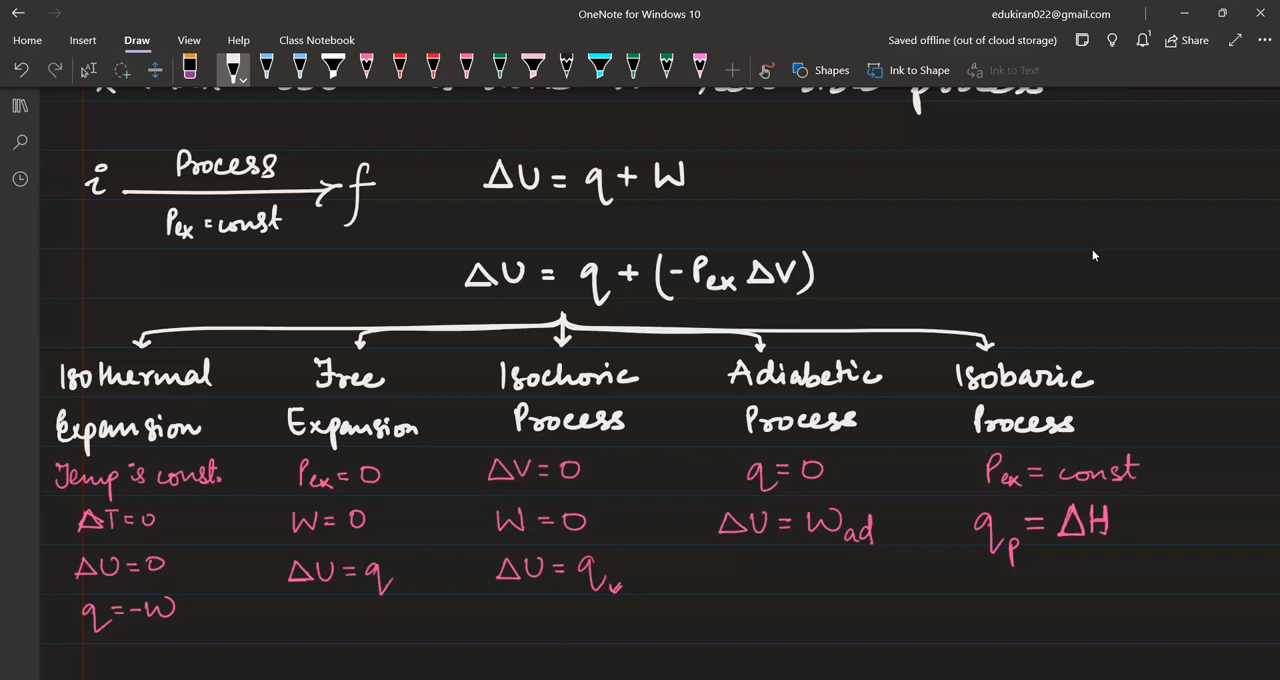 OneNote for Windows 10
edukiran022@gmail.com
Home Insert Draw View Help Class Notebook
Saved offline (out of cloud storage) Share
Shapes Ink to Shape Ink to Text
process
i Process f
Pex = const
ΔU = q + W
ΔU = q + (-Pex ΔV)
Isothermal Expansion
Temp is const.
ΔT=0
ΔU=0
q=-W
Free Expansion
Pex = 0
W = 0
ΔU = q
Isochoric Process
ΔV = 0
W = 0
ΔU = qv
Adiabetic Process
q = 0
ΔU = Wad
Isobaric Process
Pex = const
qp = ΔH